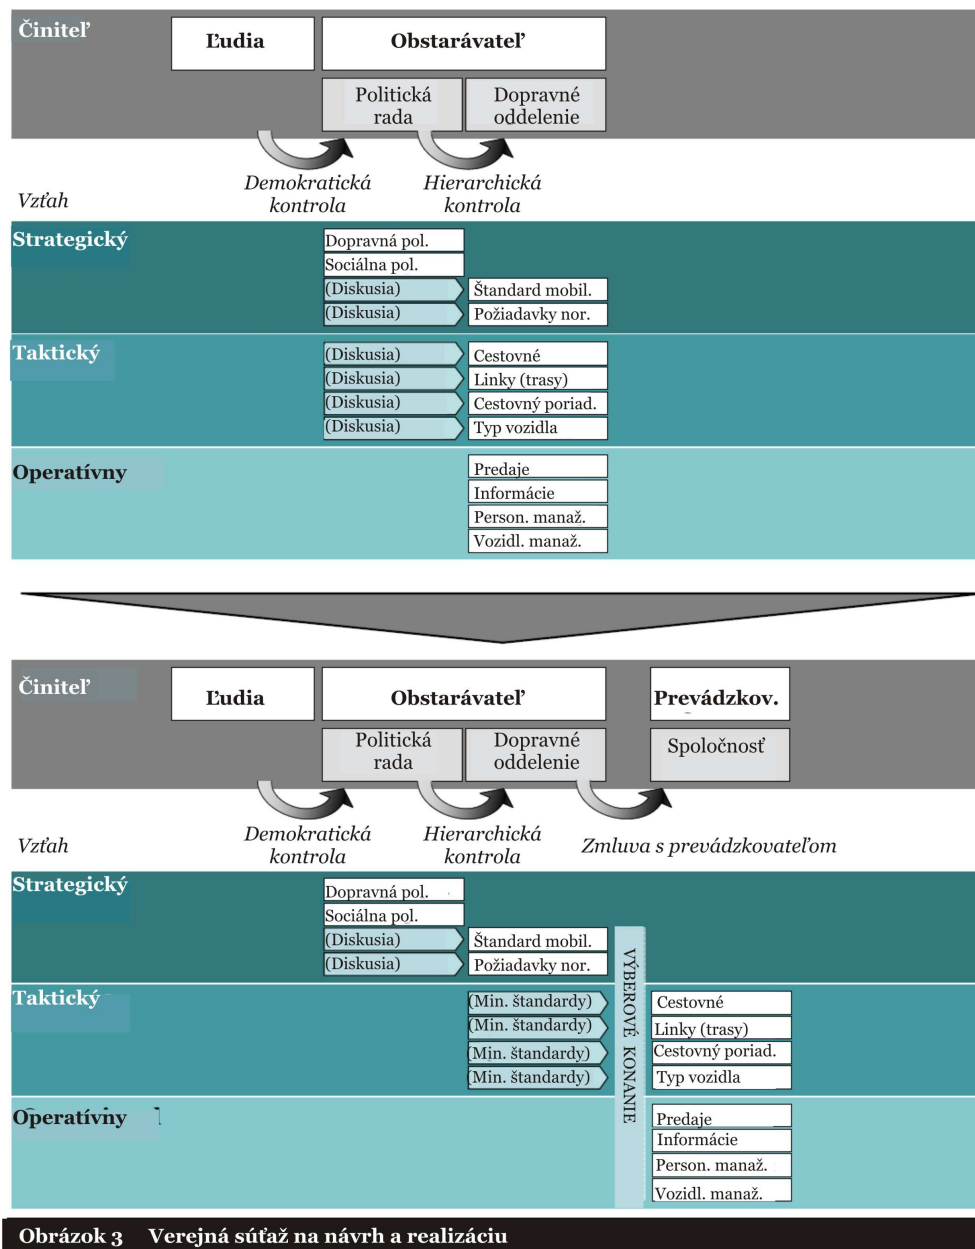 Činiteľ
Ľudia
Obstarávateľ
Politická
rada
Dopravné
oddelenie
Vzťah
Demokratická
kontrola
Hierarchická
kontrola
Strategický
Dopravná pol.
Sociálna pol.
(Diskusia)
Štandard mobil.
(Diskusia)
Požiadavky nor.
Taktický
(Diskusia)
Cestovné
(Diskusia)
Linky (trasy)
(Diskusia)
Cestovný poriad.
(Diskusia)
Typ vozidla
Operatívny
Predaje
Informácie
Person. manaž.
Vozidl. manaž.
Činiteľ
Ľudia
Obstarávateľ
Prevádzkov.
Politická
rada
Dopravné
oddelenie
Spoločnosť
Vzťah
Demokratická
kontrola
Hierarchická
kontrola
Zmluva s prevádzkovateľom
Strategický
Dopravná pol.
Sociálna pol.
(Diskusia)
Štandard mobil.
(Diskusia)
Požiadavky nor.
VÝBEROVÉ KONANIE
Taktický
(Min. štandardy)
Cestovné
(Min. štandardy)
Linky (trasy)
(Min. štandardy)
Cestovný poriad.
(Min. štandardy)
Typ vozidla
Operatívny
Predaje
Informácie
Person. manaž.
Vozidl. manaž.
Obrázok 3 Verejná súťaž na návrh a realizáciu